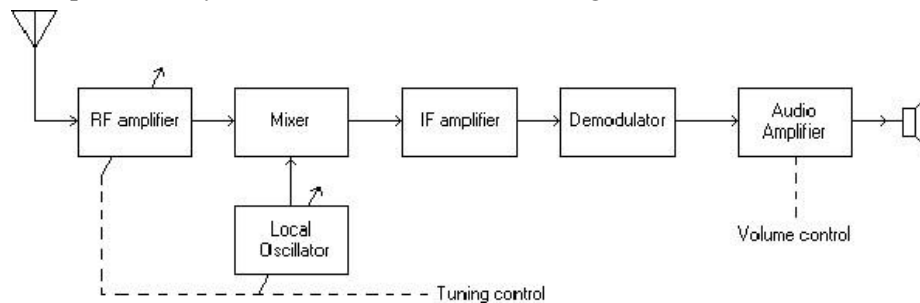 RF amplifier
Mixer
IF amplifier
Demodulator
Audio
Amplifier
Local
Oscillator
Volume control
Tuning control